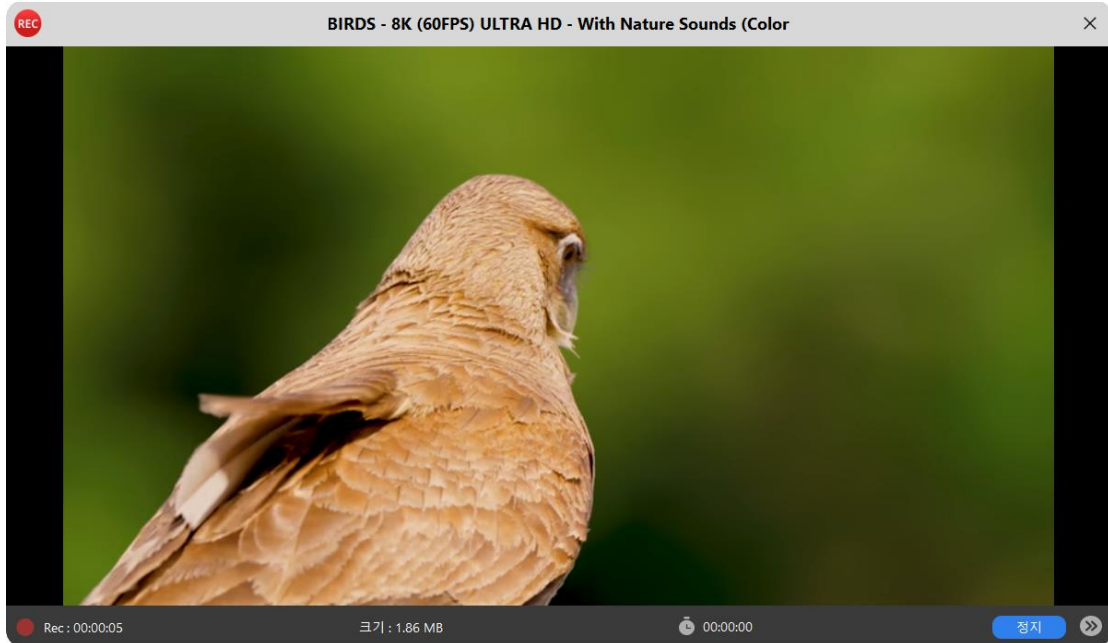 REC
BIRDS - 8K (60FPS) ULTRA HD - With Nature Sounds (Color
Rec : 00:00:05
크기 : 1.86 MB
00:00:00
정지